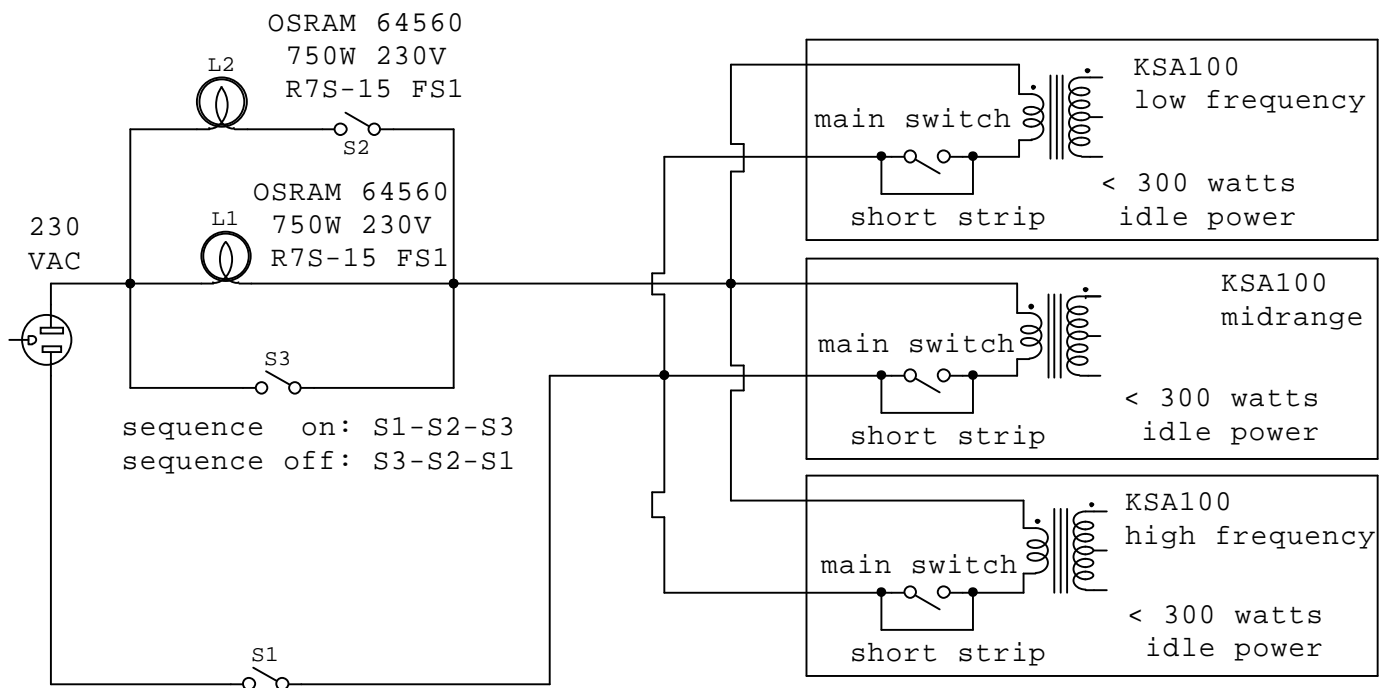 OSRAM 64560
750W 230V
R7S-15 FS1
L2
S2
OSRAM 64560
750W 230V
R7S-15 FS1
L1
230
VAC
S3
sequence on: S1-S2-S3
sequence off: S3-S2-S1
S1
KSA100
low frequency
main switch
short strip
< 300 watts
idle power
KSA100
midrange
main switch
short strip
< 300 watts
idle power
KSA100
high frequency
main switch
short strip
< 300 watts
idle power